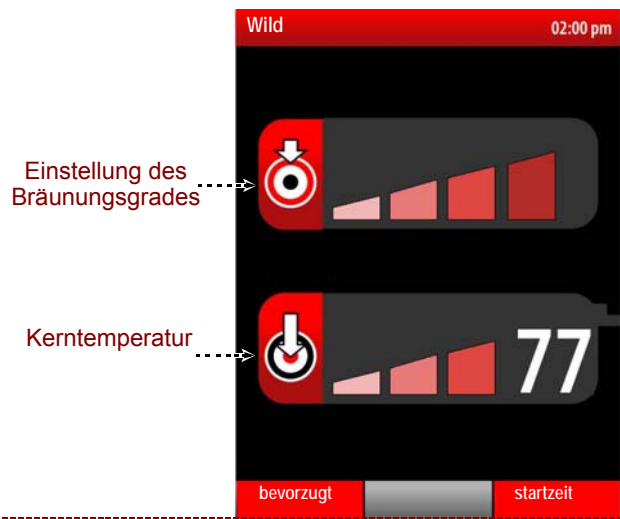 Wild
02:00 pm
Einstellung des
Bräunungsgrades
Kerntemperatur
77
bevorzugt
startzeit